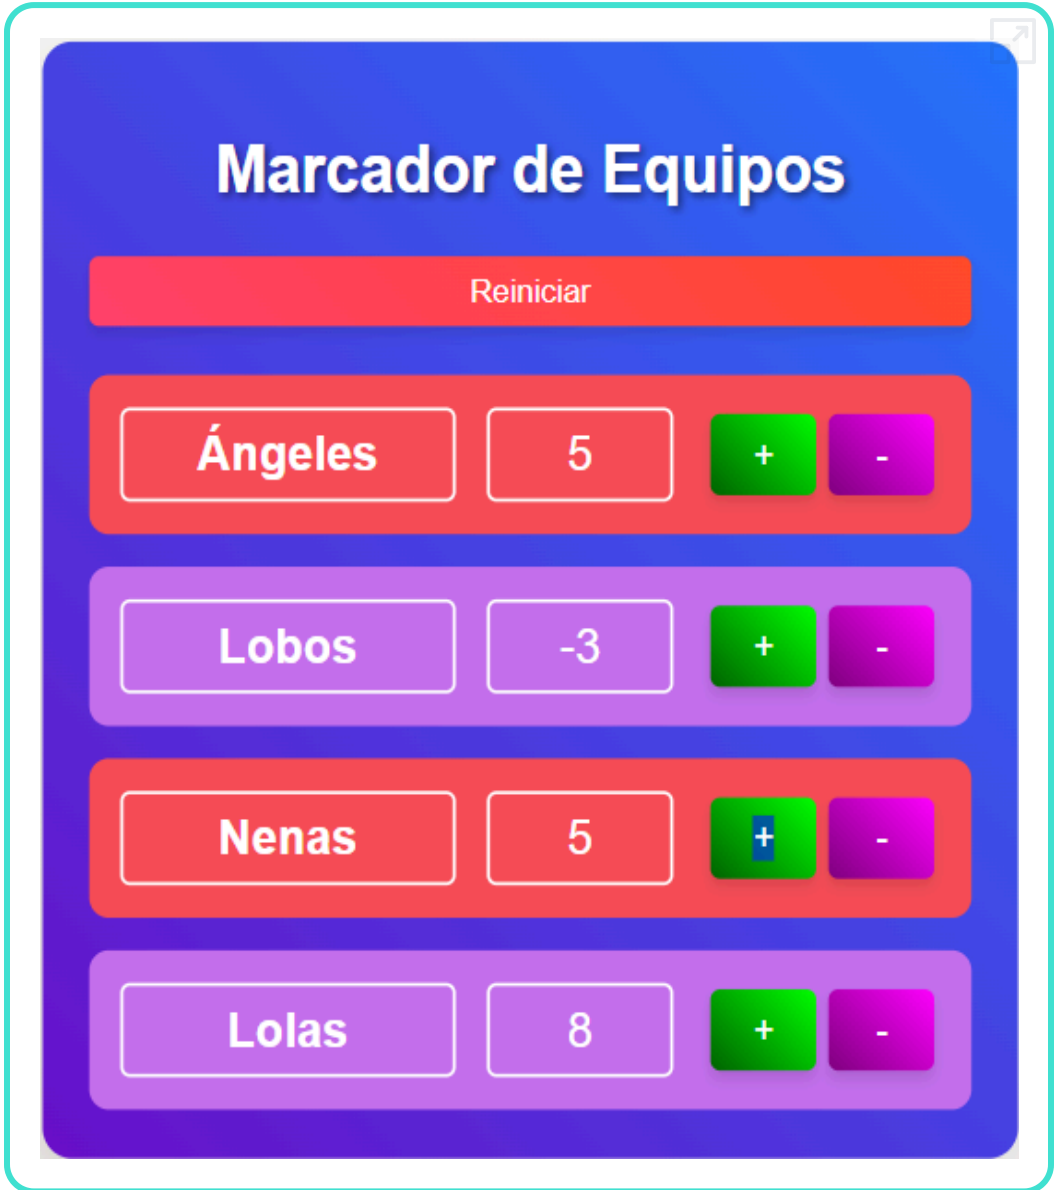 Marcador de Equipos
Reiniciar
Ángeles 5 + -
Lobos -3 + -
Nenas 5 + -
Lolas 8 + -